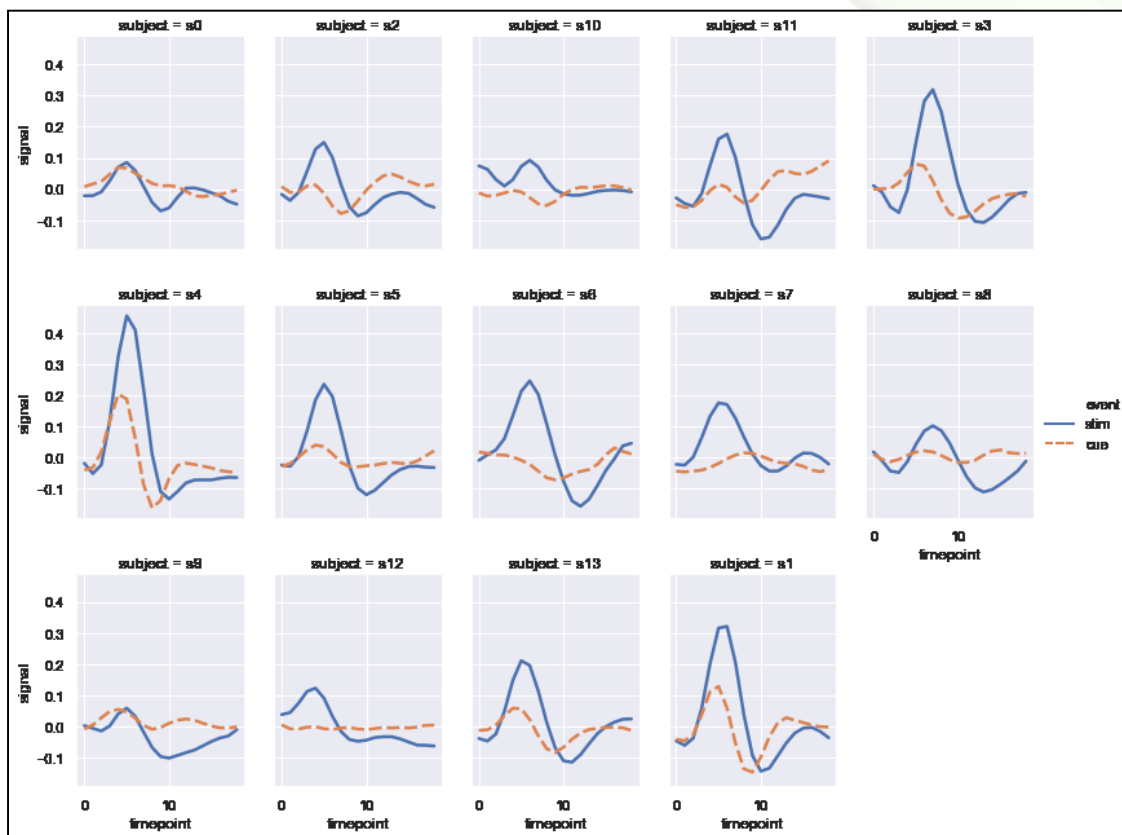 subject = s0
subject = s2
subject = s10
subject = s11
subject = s3
0.4
0.3
0.2
0.1
0.0
−0.1
signal
subject = s4
subject = s5
subject = s6
subject = s7
subject = s8
0.4
0.3
0.2
0.1
0.0
−0.1
signal
0
10
timepoint
event
stim
cue
subject = s9
subject = s12
subject = s13
subject = s1
0.4
0.3
0.2
0.1
0.0
−0.1
signal
0
10
timepoint
0
10
timepoint
0
10
timepoint
0
10
timepoint